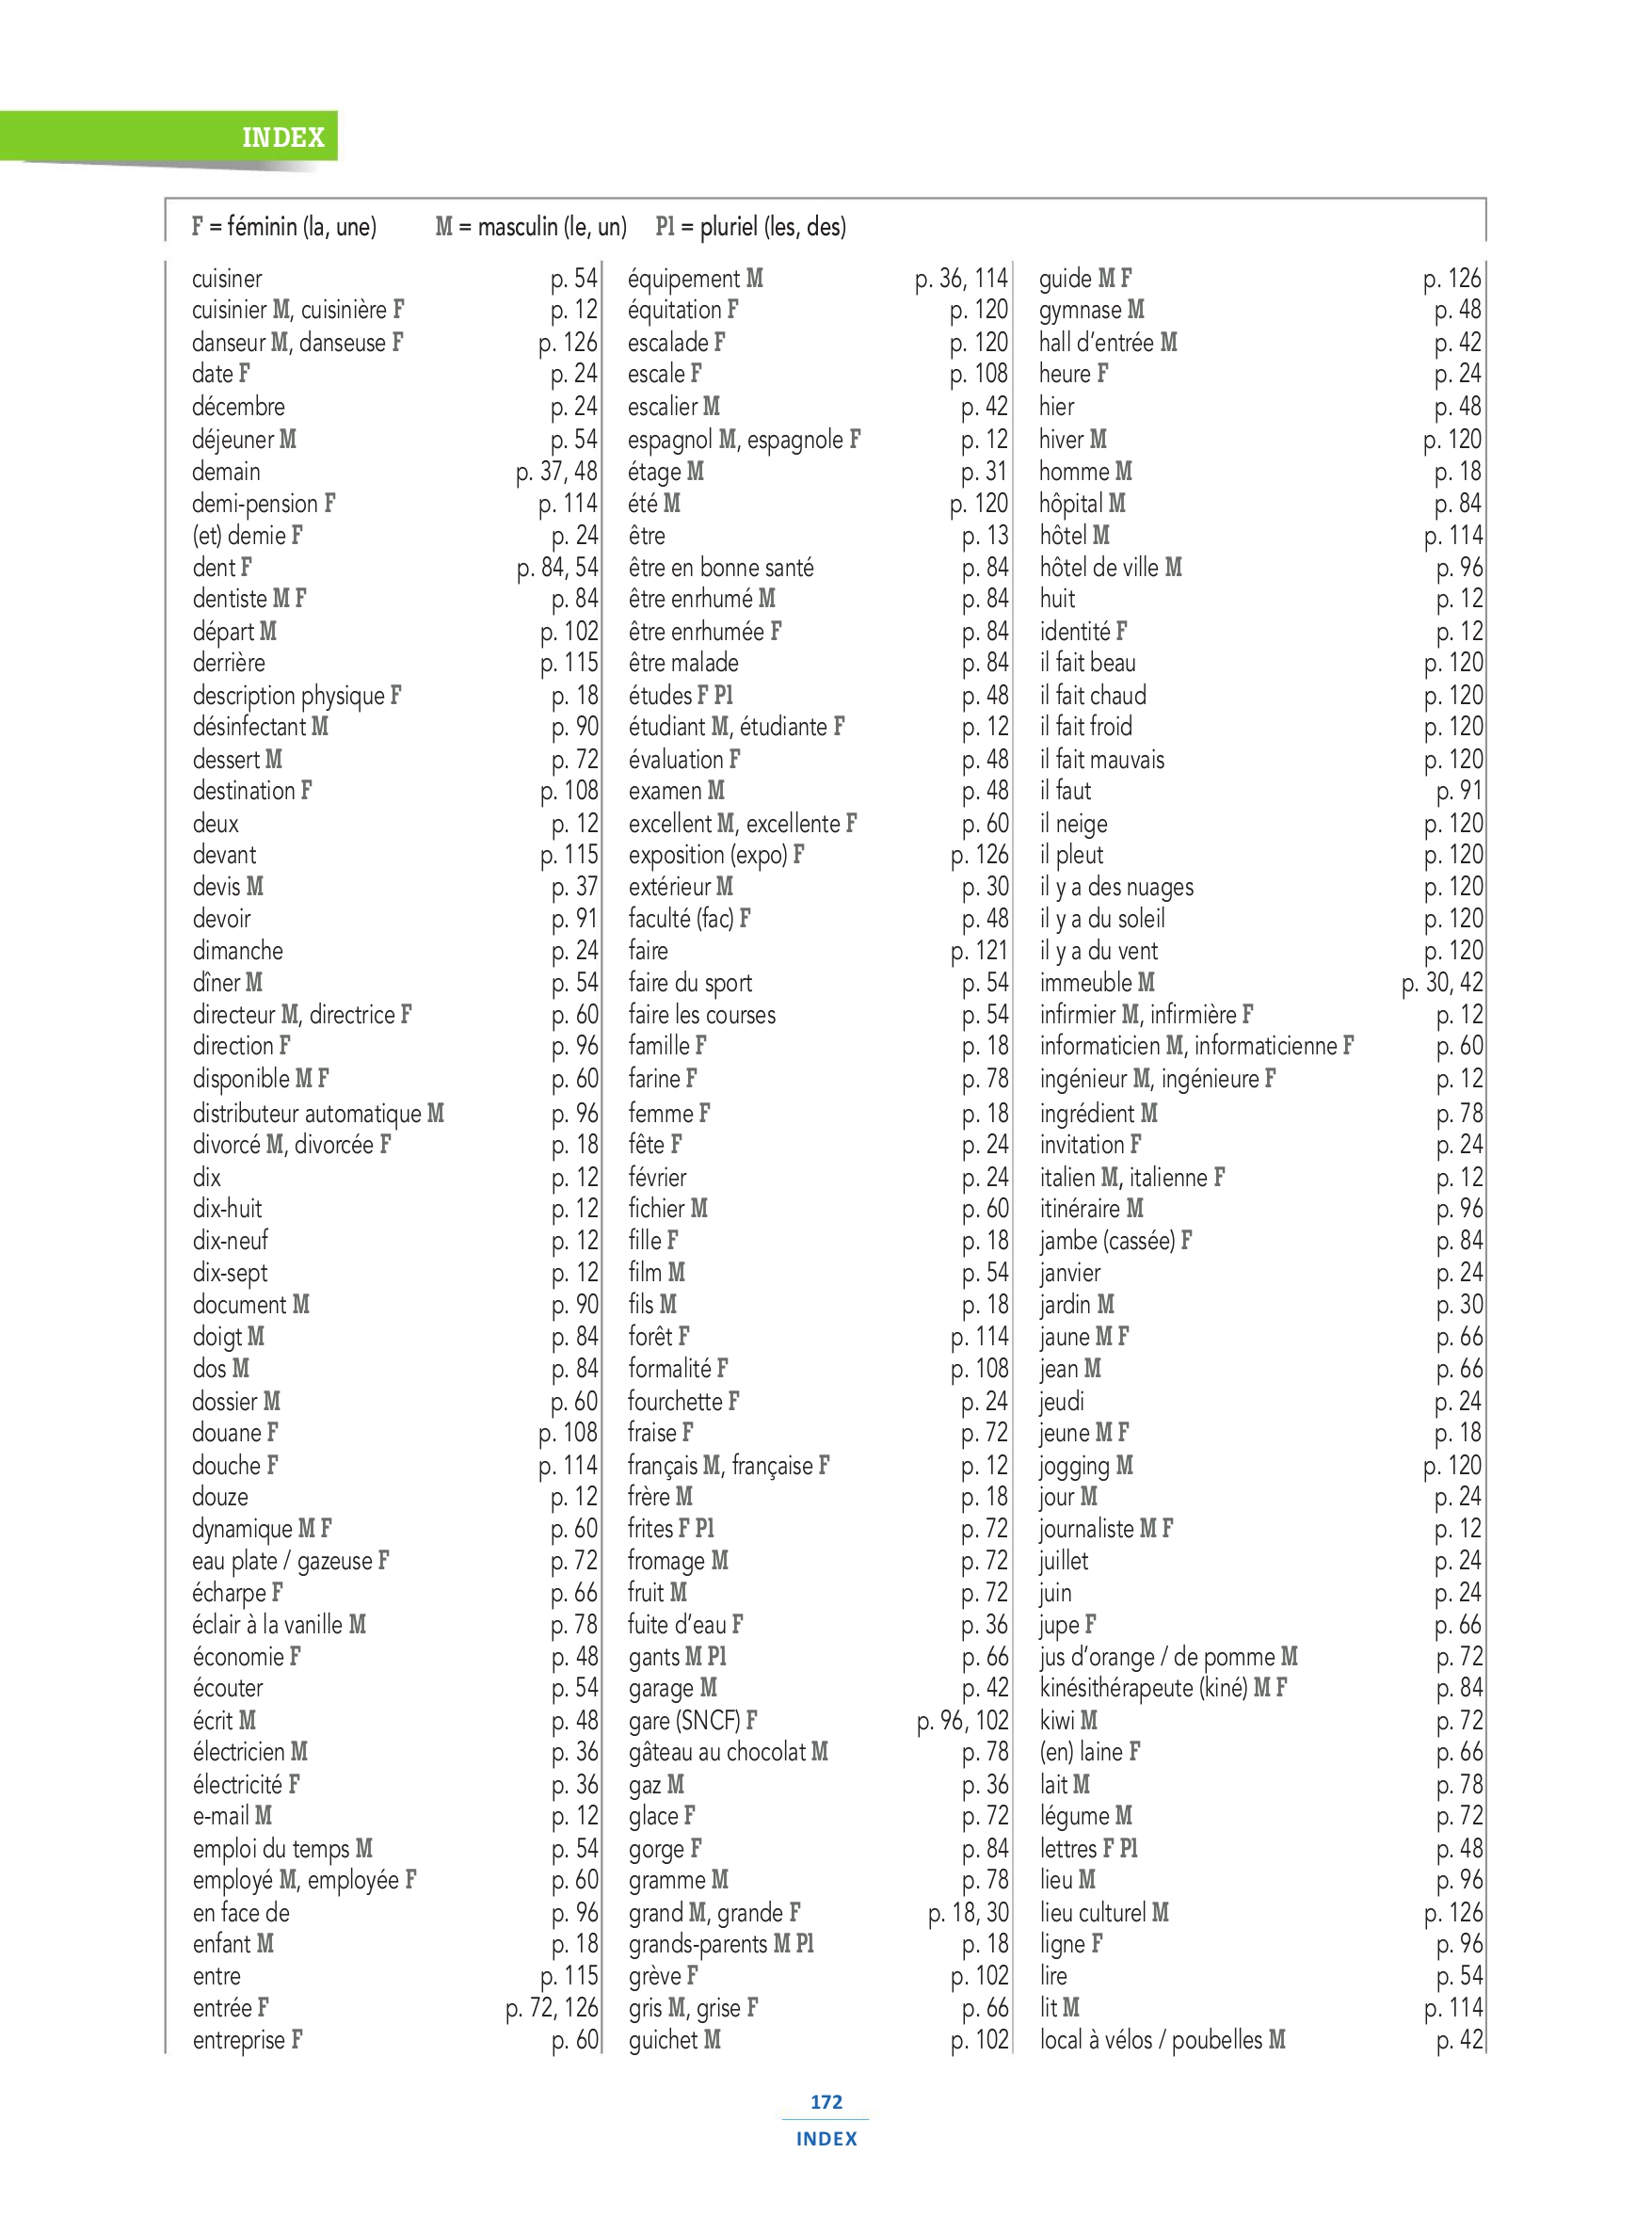 INDEX
F = féminin (la, une) M = masculin (le, un) Pl = pluriel (les, des)
cuisiner p. 54
cuisinier M, cuisinière F p. 12
danseur M, danseuse F p. 126
date F p. 24
décembre p. 24
déjeuner M p. 54
demain p. 37, 48
demi-pension F p. 114
(et) demie F p. 24
dent F p. 84, 54
dentiste M F p. 84
départ M p. 102
derrière p. 115
description physique F p. 18
désinfectant M p. 90
dessert M p. 72
destination F p. 108
deux p. 12
devant p. 115
devis M p. 37
devoir p. 91
dimanche p. 24
dîner M p. 54
directeur M, directrice F p. 60
direction F p. 96
disponible M F p. 60
distributeur automatique M p. 96
divorcé M, divorcée F p. 18
dix p. 12
dix-huit p. 12
dix-neuf p. 12
dix-sept p. 12
document M p. 90
doigt M p. 84
dos M p. 84
dossier M p. 60
douane F p. 108
douche F p. 114
douze p. 12
dynamique M F p. 60
eau plate / gazeuse F p. 72
écharpe F p. 66
éclair à la vanille M p. 78
économie F p. 48
écouter p. 54
écrit M p. 48
électricien M p. 36
électricité F p. 36
e-mail M p. 12
emploi du temps M p. 54
employé M, employée F p. 60
en face de p. 96
enfant M p. 18
entre p. 115
entrée F p. 72, 126
entreprise F p. 60
équipement M p. 36, 114
équitation F p. 120
escalade F p. 120
escale F p. 108
escalier M p. 42
espagnol M, espagnole F p. 12
étage M p. 31
été M p. 120
être p. 13
être en bonne santé p. 84
être enrhumé M p. 84
être enrhumée F p. 84
être malade p. 84
études F Pl p. 48
étudiant M, étudiante F p. 12
évaluation F p. 48
examen M p. 48
excellent M, excellente F p. 60
exposition (expo) F p. 126
extérieur M p. 30
faculté (fac) F p. 48
faire p. 121
faire du sport p. 54
faire les courses p. 54
famille F p. 18
farine F p. 78
femme F p. 18
fête F p. 24
février p. 24
fichier M p. 60
fille F p. 18
film M p. 54
fils M p. 18
forêt F p. 114
formalité F p. 108
fourchette F p. 24
fraise F p. 72
français M, française F p. 12
frère M p. 18
frites F Pl p. 72
fromage M p. 72
fruit M p. 72
fuite d’eau F p. 36
gants M Pl p. 66
garage M p. 42
gare (SNCF) F p. 96, 102
gâteau au chocolat M p. 78
gaz M p. 36
glace F p. 72
gorge F p. 84
gramme M p. 78
grand M, grande F p. 18, 30
grands-parents M Pl p. 18
grève F p. 102
gris M, grise F p. 66
guichet M p. 102
guide M F p. 126
gymnase M p. 48
hall d’entrée M p. 42
heure F p. 24
hier p. 48
hiver M p. 120
homme M p. 18
hôpital M p. 84
hôtel M p. 114
hôtel de ville M p. 96
huit p. 12
identité F p. 12
il fait beau p. 120
il fait chaud p. 120
il fait froid p. 120
il fait mauvais p. 120
il faut p. 91
il neige p. 120
il pleut p. 120
il y a des nuages p. 120
il y a du soleil p. 120
il y a du vent p. 120
immeuble M p. 30, 42
infirmier M, infirmière F p. 12
informaticien M, informaticienne F p. 60
ingénieur M, ingénieure F p. 12
ingrédient M p. 78
invitation F p. 24
italien M, italienne F p. 12
itinéraire M p. 96
jambe (cassée) F p. 84
janvier p. 24
jardin M p. 30
jaune M F p. 66
jean M p. 66
jeudi p. 24
jeune M F p. 18
jogging M p. 120
jour M p. 24
journaliste M F p. 12
juillet p. 24
juin p. 24
jupe F p. 66
jus d’orange / de pomme M p. 72
kinésithérapeute (kiné) M F p. 84
kiwi M p. 72
(en) laine F p. 66
lait M p. 78
légume M p. 72
lettres F Pl p. 48
lieu M p. 96
lieu culturel M p. 126
ligne F p. 96
lire p. 54
lit M p. 114
local à vélos / poubelles M p. 42
172
INDEX